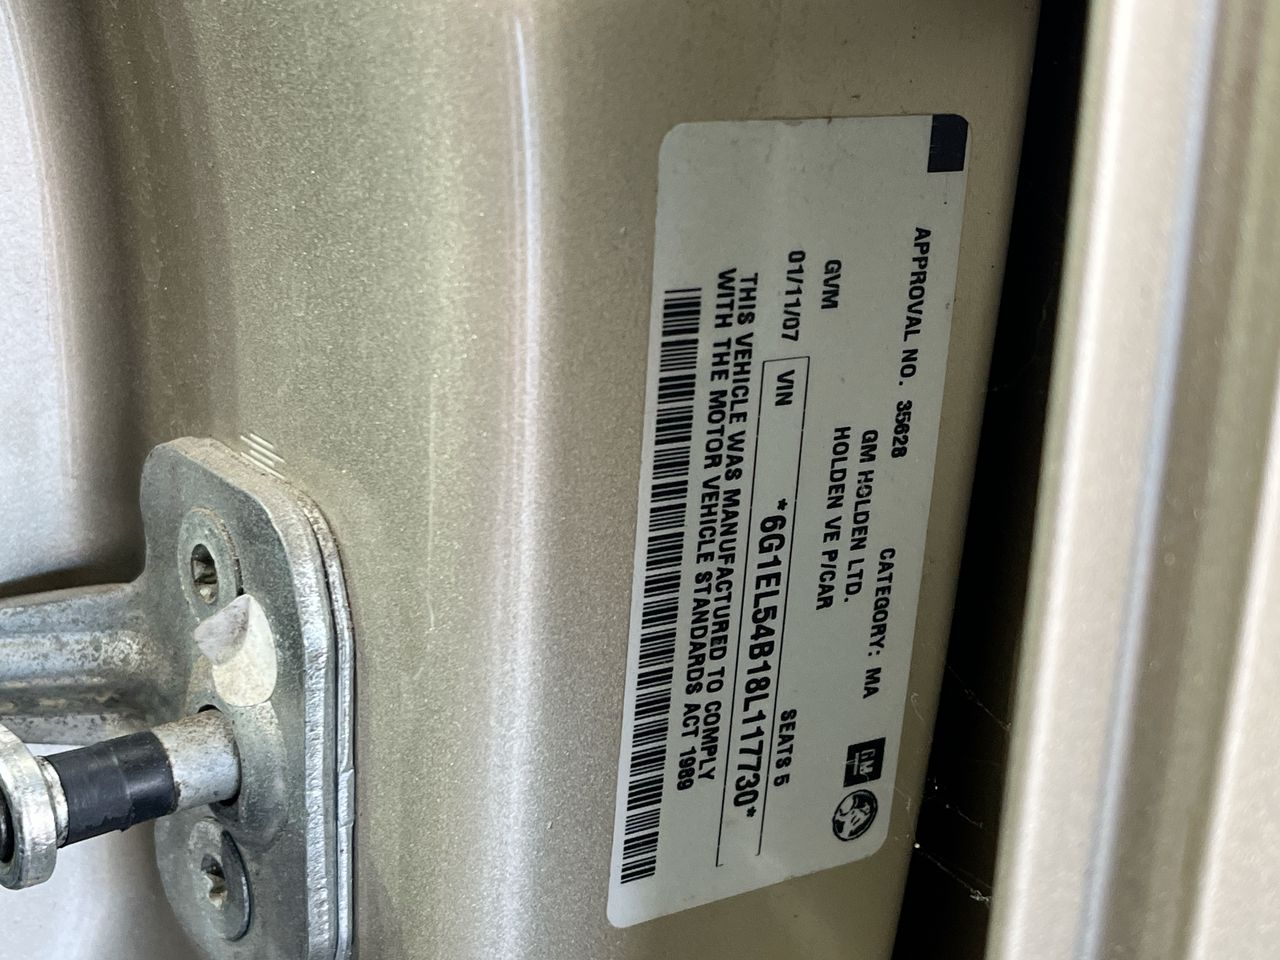 APPROVAL NO. 35628
CATEGORY: MA
GM HOLDEN LTD.
GVM
HOLDEN VE P/CAR
01/11/07
SEATS 5
VIN
*6G1EL54B18L117730*
THIS VEHICLE WAS MANUFACTURED TO COMPLY
WITH THE MOTOR VEHICLE STANDARDS ACT 1989
GM